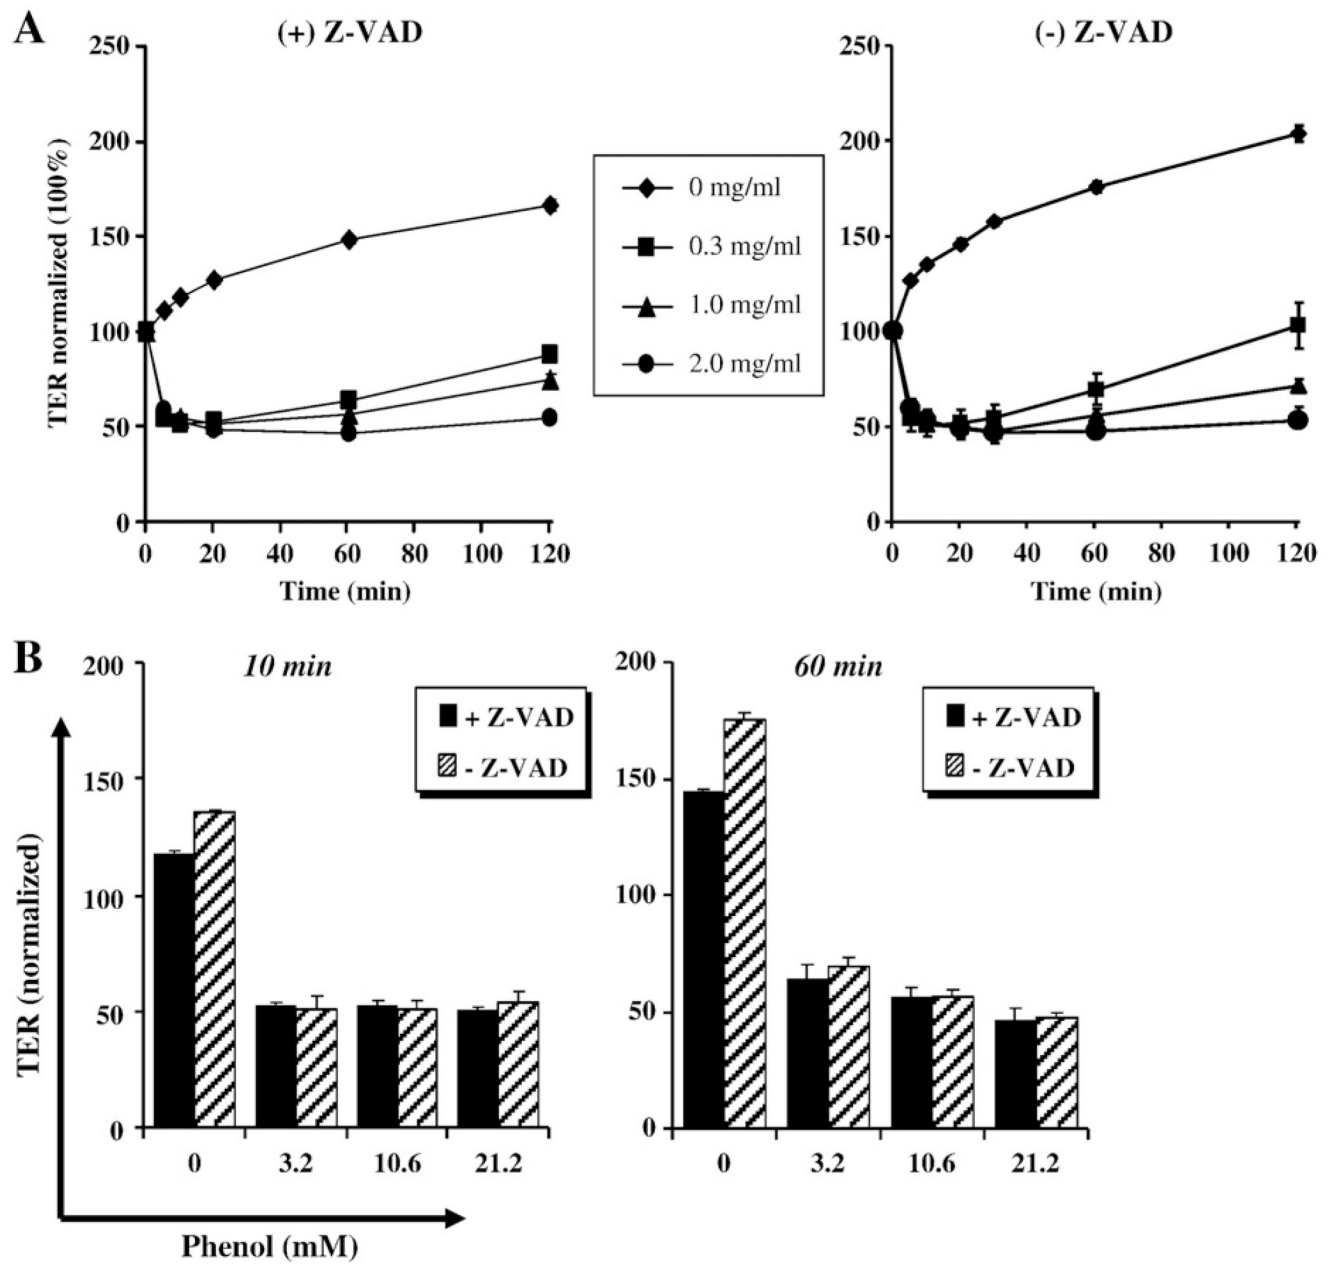 A
(+) Z-VAD
(-) Z-VAD
TER normalized (100%)
250
200
150
100
50
0
0 20 40 60 80 100 120
Time (min)
0 mg/ml
0.3 mg/ml
1.0 mg/ml
2.0 mg/ml
250
200
150
100
50
0
0 20 40 60 80 100 120
Time (min)
B
10 min
60 min
TER (normalized)
200
150
100
50
0
+ Z-VAD
- Z-VAD
0 3.2 10.6 21.2
200
150
100
50
0
+ Z-VAD
- Z-VAD
0 3.2 10.6 21.2
Phenol (mM)